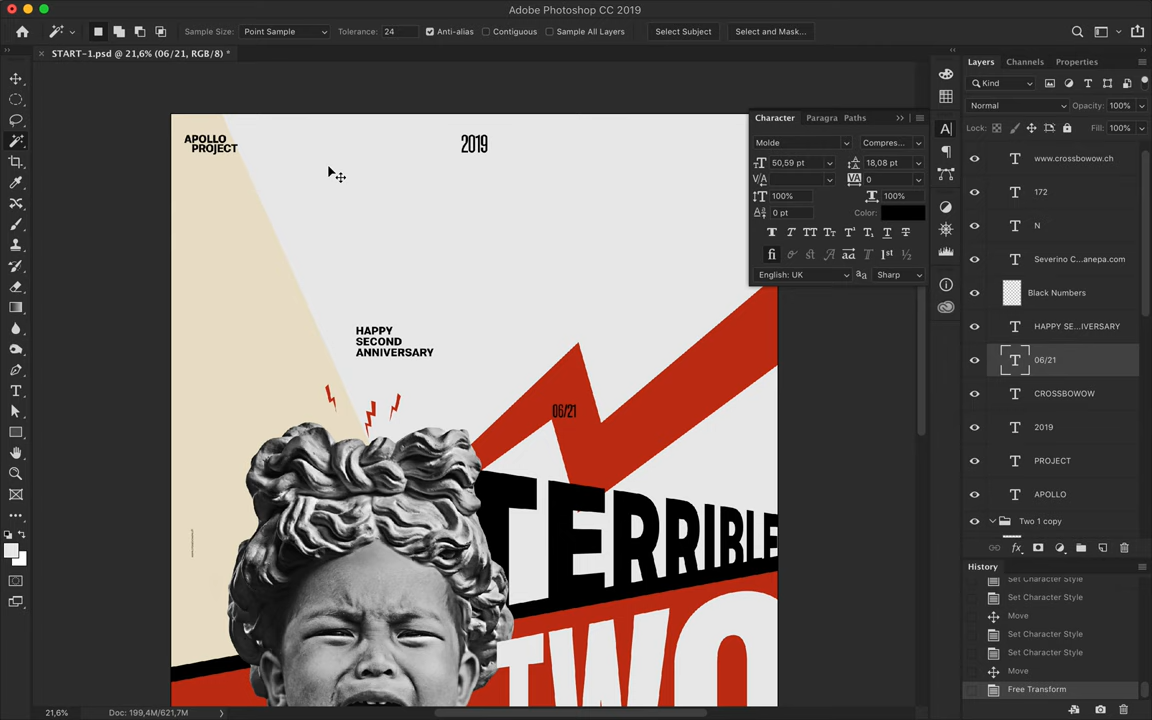 Adobe Photoshop CC 2019
Sample Size: Point Sample Tolerance: 24 Anti-alias Contiguous Sample All Layers Select Subject Select and Mask...
START-1.psd @ 21,6% (06/21, RGB/8) *
APOLLO
PROJECT
2019
HAPPY
SECOND
ANNIVERSARY
06/21
TERRIBLE
TWO
Character Paragra Paths
Molde Compres...
50,59 pt 18,08 pt
0
100% 100%
0 pt Color:
English: UK Sharp
Layers Channels Properties
Kind
Normal Opacity: 100%
Lock: Fill: 100%
www.crossbowow.ch
172
N
Severino C...anepa.com
Black Numbers
HAPPY SE...IVERSARY
06/21
CROSSBOWOW
2019
PROJECT
APOLLO
Two 1 copy
History
Set Character Style
Set Character Style
Move
Set Character Style
Set Character Style
Move
Free Transform
21,6% Doc: 199,4M/621,7M